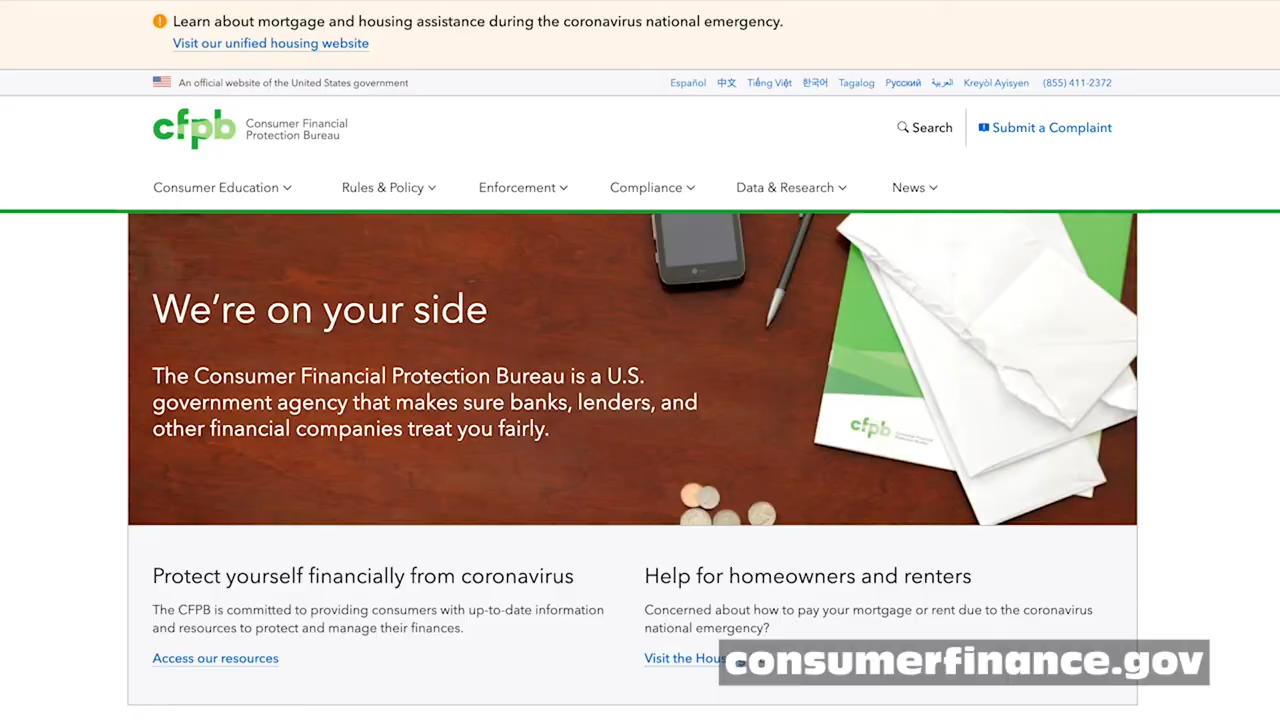 Learn about mortgage and housing assistance during the coronavirus national emergency.
Visit our unified housing website
An official website of the United States government
Español 中文 Tiếng Việt 한국어 Tagalog Русский العربية Kreyòl Ayisyen (855) 411-2372
cfpb Consumer Financial
Protection Bureau
Search
Submit a Complaint
Consumer Education Rules & Policy Enforcement Compliance Data & Research News
We're on your side
The Consumer Financial Protection Bureau is a U.S.
government agency that makes sure banks, lenders, and
other financial companies treat you fairly.
cfpb Consumer Financial
Protection Bureau
Protect yourself financially from coronavirus
The CFPB is committed to providing consumers with up-to-date information
and resources to protect and manage their finances.
Access our resources
Help for homeowners and renters
Concerned about how to pay your mortgage or rent due to the coronavirus
national emergency?
Visit the
consumerfinance.gov